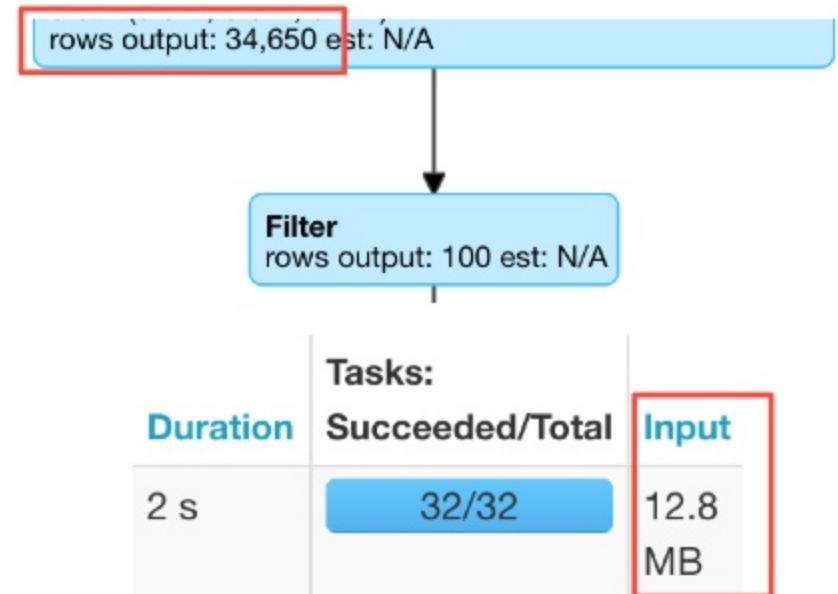 rows output: 34,650 est: N/A
Filter
rows output: 100 est: N/A
Tasks:
Duration Succeeded/Total Input
2 s 32/32 12.8
MB